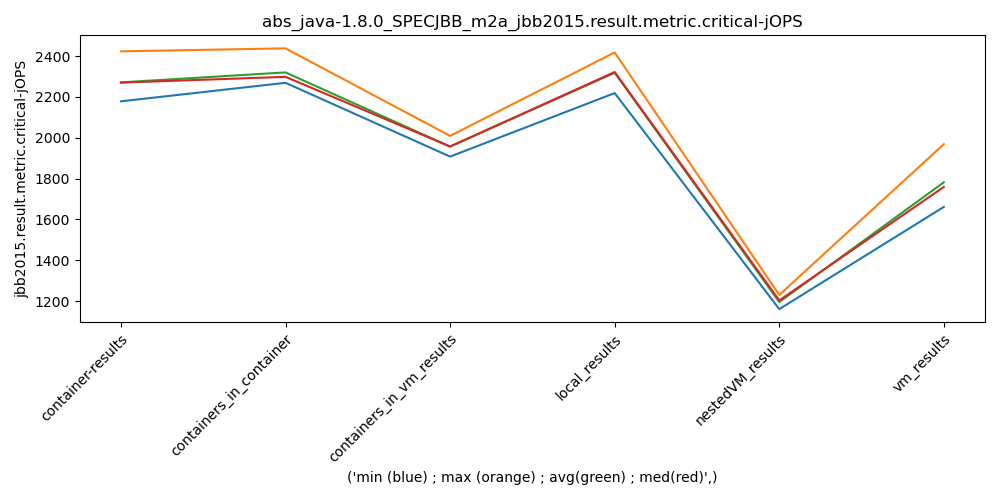 abs_java-1.8.0_SPECJBB_m2a_jbb2015.result.metric.critical-jOPS
jbb2015.result.metric.critical-jOPS
2400
2200
2000
1800
1600
1400
1200
container-results
containers_in_container
containers_in_vm_results
local_results
nestedVM_results
vm_results
('min (blue) ; max (orange) ; avg(green) ; med(red)',)